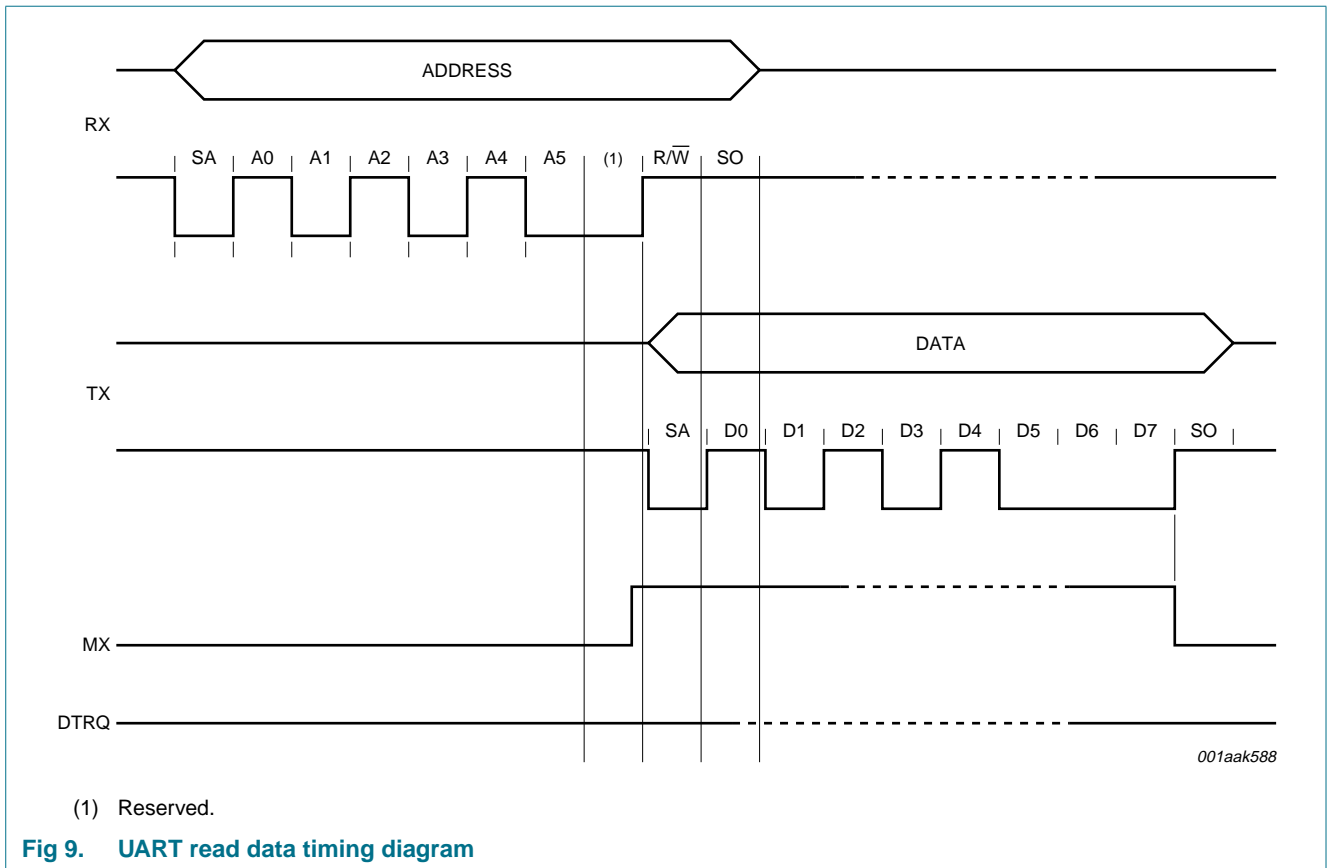 ADDRESS
RX
SA A0 A1 A2 A3 A4 A5 (1) R/W̅ SO
DATA
TX
SA D0 D1 D2 D3 D4 D5 D6 D7 SO
MX
DTRQ
001aak588
(1) Reserved.
Fig 9. UART read data timing diagram